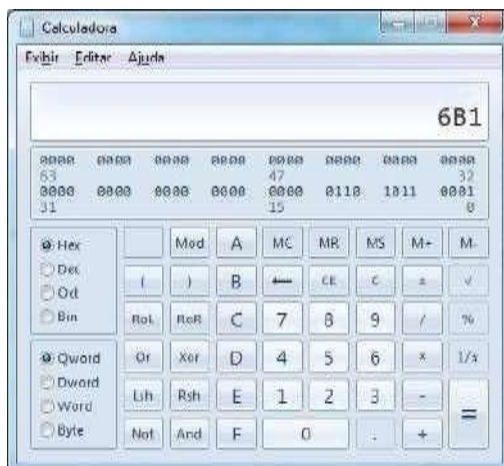 Calculadora
Exibir Editar Ajuda
6B1
0000 0000 0000 0000 0000 0000 0000 0000
63 47 32
0000 0000 0000 0000 0000 0110 1011 0001
31 15 0
Hex
Dec
Oct
Bin
Qword
Dword
Word
Byte
Mod A MC MR MS M+ M-
( ) B ← CE C ± √
RoL RoR C 7 8 9 / %
Or Xor D 4 5 6 * 1/x
Lsh Rsh E 1 2 3 - =
Not And F 0 . +